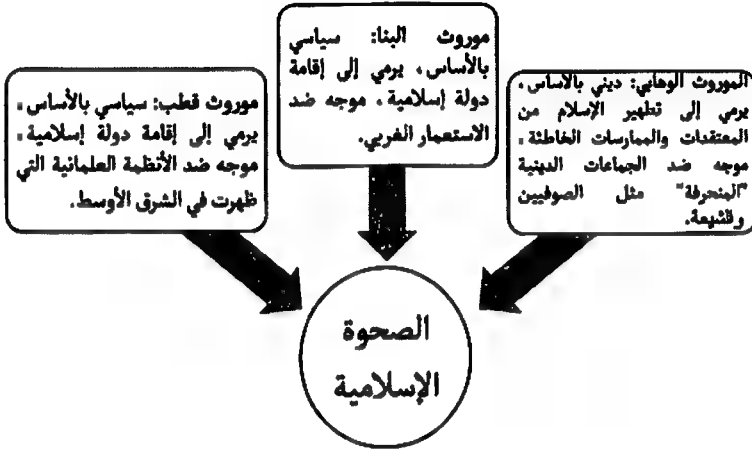 الموروث الوهابي: ديني بالأساس،
يرمي إلى تطهير الإسلام من
المعتقدات والممارسات الخاطئة،
موجه ضد الجماعات الدينية
"المنحرفة" مثل الصوفيين
والشيعة.
موروث البنا: سياسي
بالأساس، يرمي إلى إقامة
دولة إسلامية، موجه ضد
الاستعمار الغربي.
موروث قطب: سياسي بالأساس،
يرمي إلى إقامة دولة إسلامية،
موجه ضد الأنظمة العلمانية التي
ظهرت في الشرق الأوسط.
الصحوة
الإسلامية